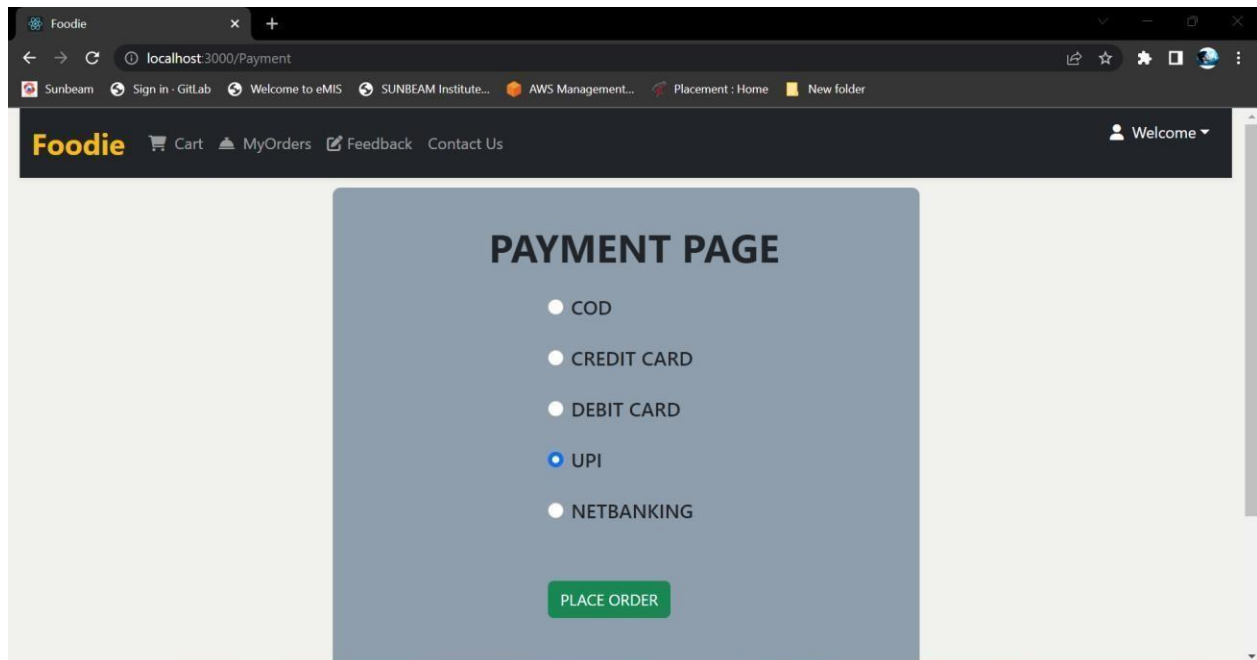 Foodie
localhost:3000/Payment
Sunbeam Sign in · GitLab Welcome to eMIS SUNBEAM Institute... AWS Management... Placement : Home New folder
Foodie Cart MyOrders Feedback Contact Us Welcome
PAYMENT PAGE
COD
CREDIT CARD
DEBIT CARD
UPI
NETBANKING
PLACE ORDER